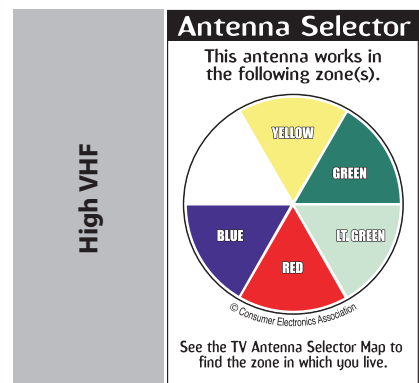 High VHF
Antenna Selector
This antenna works in
the following zone(s).
YELLOW
GREEN
LT. GREEN
RED
BLUE
© Consumer Electronics Association
See the TV Antenna Selector Map to
find the zone in which you live.